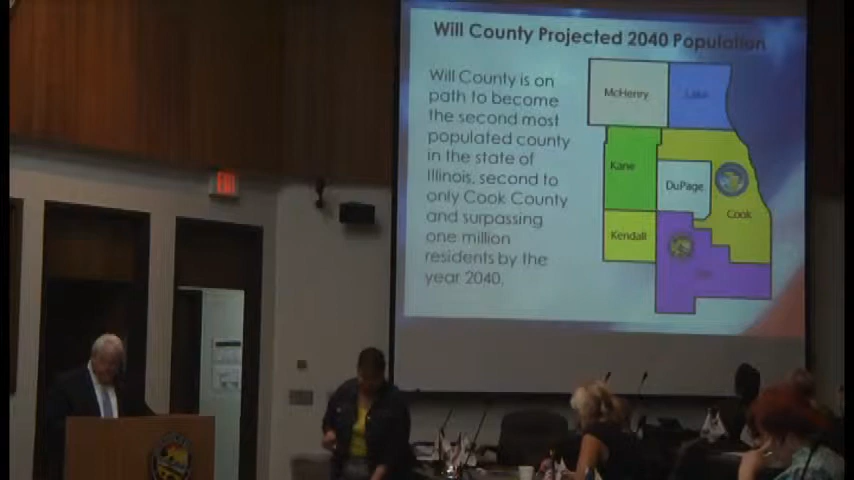 Will County Projected 2040 Population
Will County is on
path to become
the second most
populated county
in the state of
Illinois, second to
only Cook County
and surpassing
one million
residents by the
year 2040.
McHenry
Lake
Kane
DuPage
Cook
Kendall
Will
EXIT